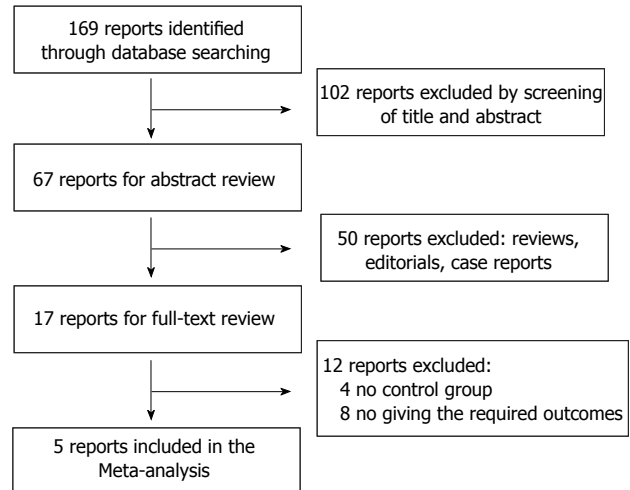 169 reports identified
through database searching
102 reports excluded by screening
of title and abstract
67 reports for abstract review
50 reports excluded: reviews,
editorials, case reports
17 reports for full-text review
12 reports excluded:
4 no control group
8 no giving the required outcomes
5 reports included in the
Meta-analysis